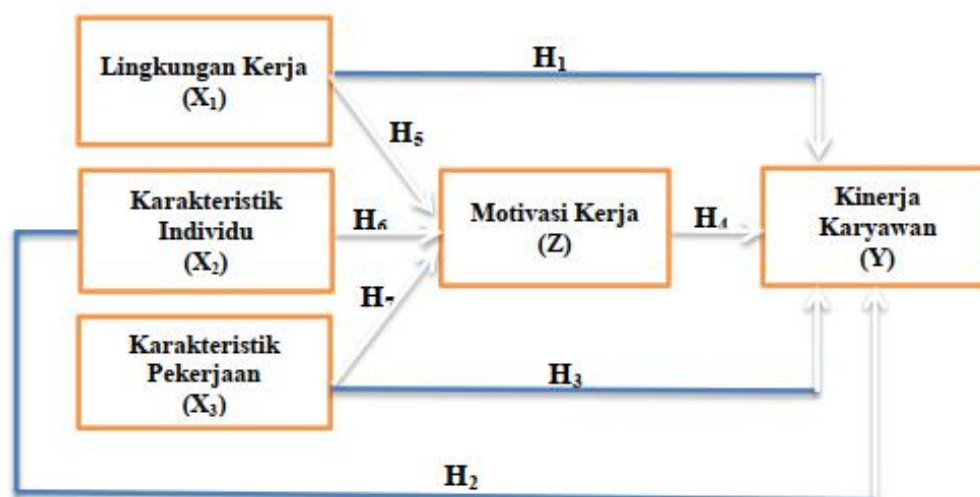 Lingkungan Kerja
(X₁)
H₁
H₅
Karakteristik
Individu
(X₂)
H₆
Motivasi Kerja
(Z)
H₄
Kinerja
Karyawan
(Y)
H₇
Karakteristik
Pekerjaan
(X₃)
H₃
H₂